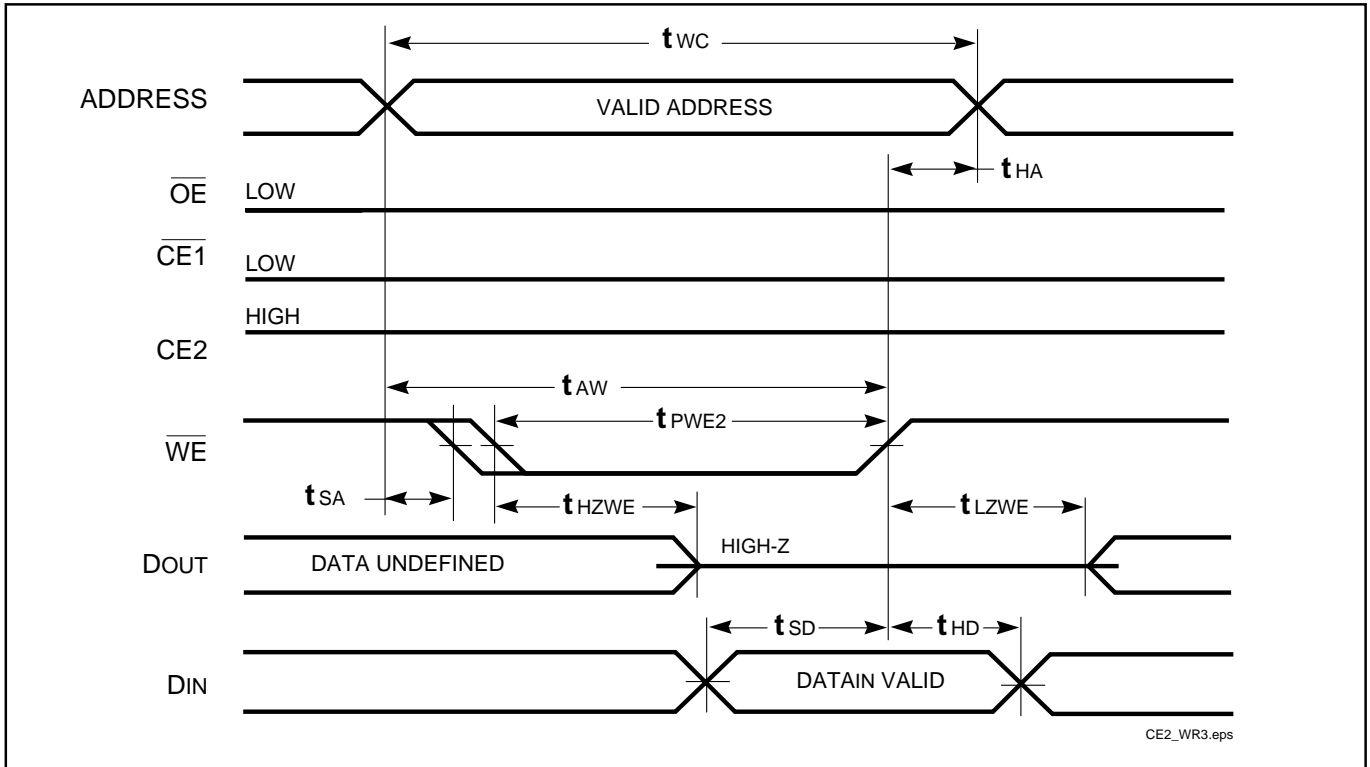 tWC
ADDRESS
VALID ADDRESS
tHA
OE LOW
CE1 LOW
HIGH
CE2
tAW
tPWE2
WE
tSA
tHZWE
tLZWE
HIGH-Z
DOUT
DATA UNDEFINED
tSD
tHD
DIN
DATAIN VALID
CE2_WR3.eps